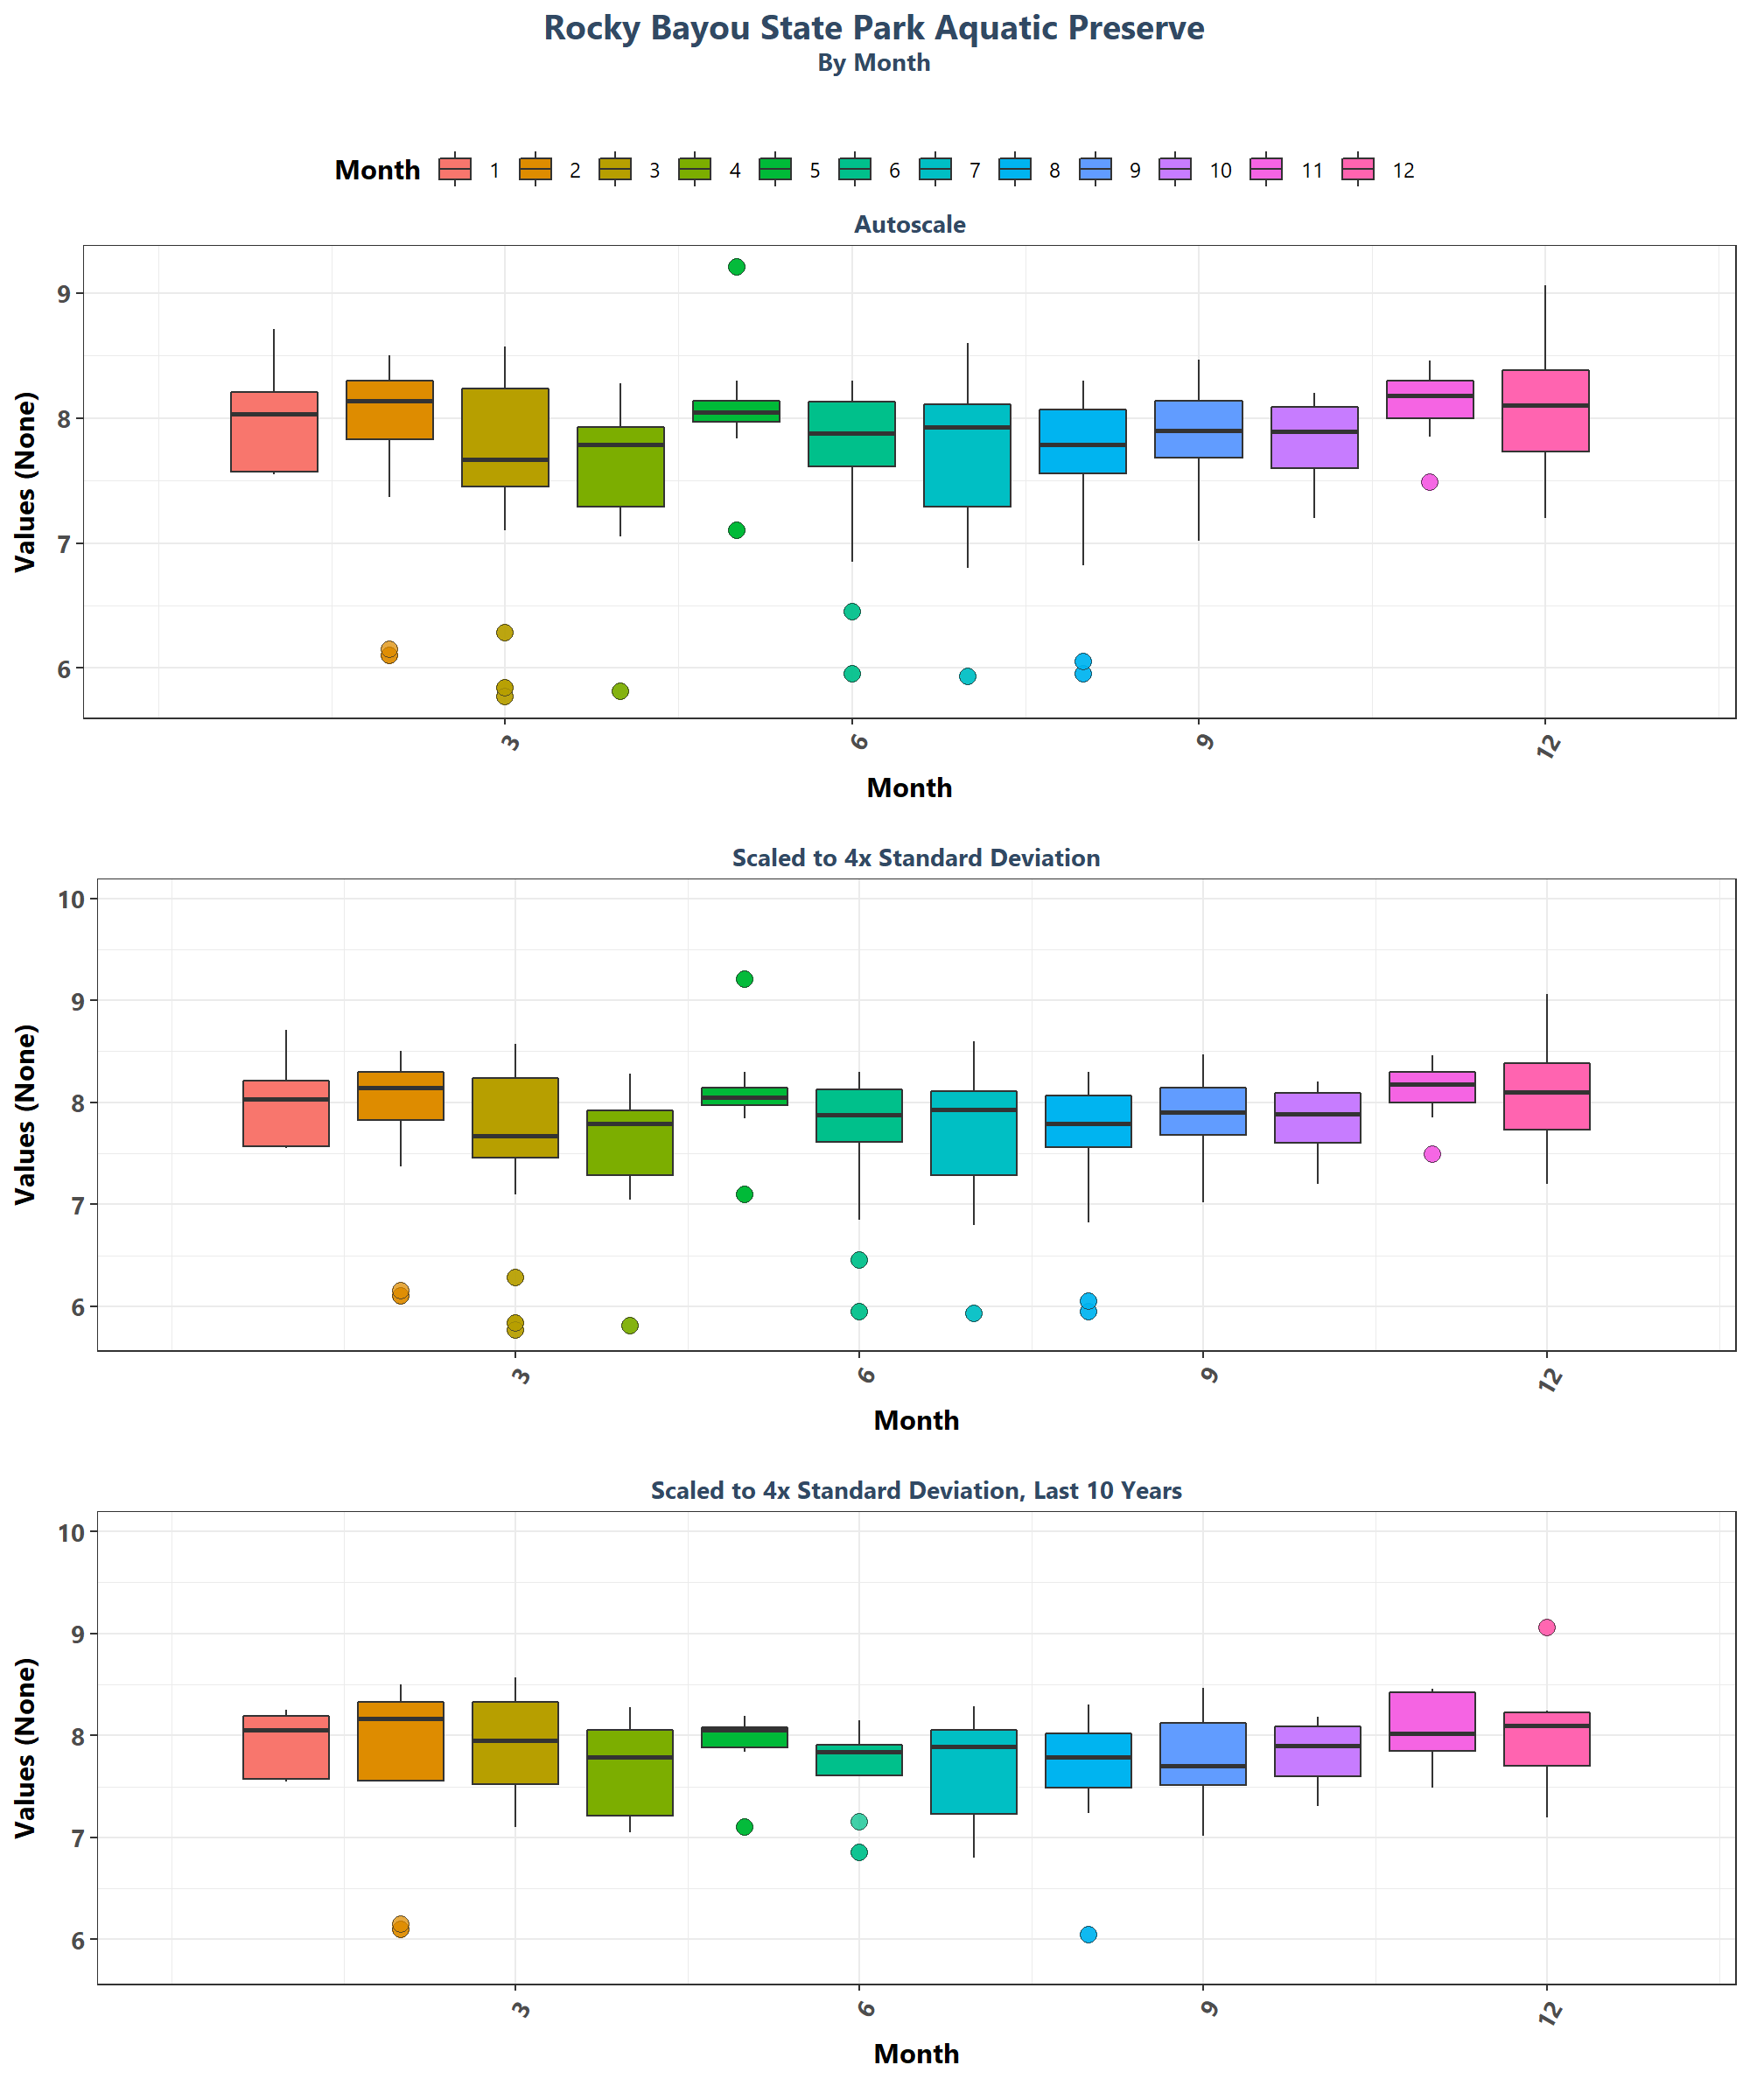 Rocky Bayou State Park Aquatic Preserve
By Month
Month 1 2 3 4 5 6 7 8 9 10 11 12
Autoscale
Values (None)
9
8
7
6
3 6 9 12
Month
Scaled to 4x Standard Deviation
Values (None)
10
9
8
7
6
3 6 9 12
Month
Scaled to 4x Standard Deviation, Last 10 Years
Values (None)
10
9
8
7
6
3 6 9 12
Month